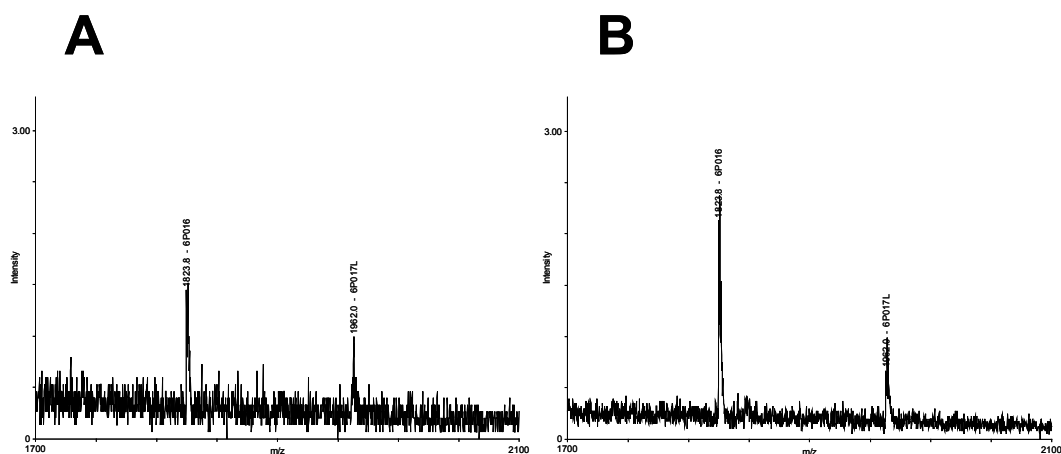 A
3.00
Intensity
1823.8 - 6P016
1962.0 - 6P017L
0
1700
m/z
2100
B
3.00
Intensity
1823.8 - 6P016
1962.0 - 6P017L
0
1700
m/z
2100